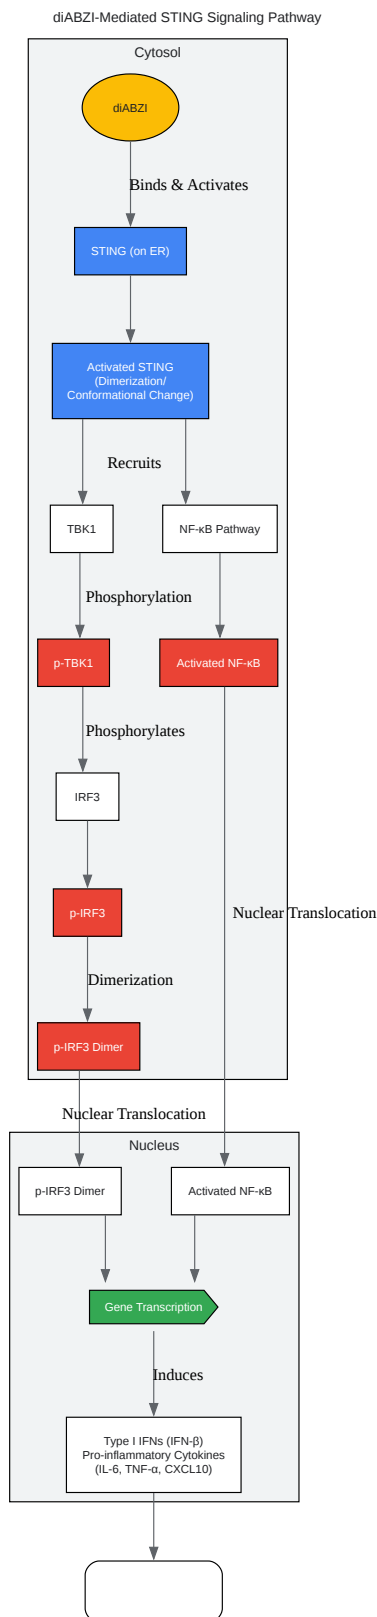 diABZI-Mediated STING Signaling Pathway
Cytosol
diABZI
Binds & Activates
STING (on ER)
Activated STING
(Dimerization/
Conformational Change)
Recruits
TBK1
NF-κB Pathway
Phosphorylation
p-TBK1
Activated NF-κB
Phosphorylates
IRF3
p-IRF3
Nuclear Translocation
Dimerization
p-IRF3 Dimer
Nuclear Translocation
Nucleus
p-IRF3 Dimer
Activated NF-κB
Gene Transcription
Induces
Type I IFNs (IFN-β)
Pro-inflammatory Cytokines
(IL-6, TNF-α, CXCL10)